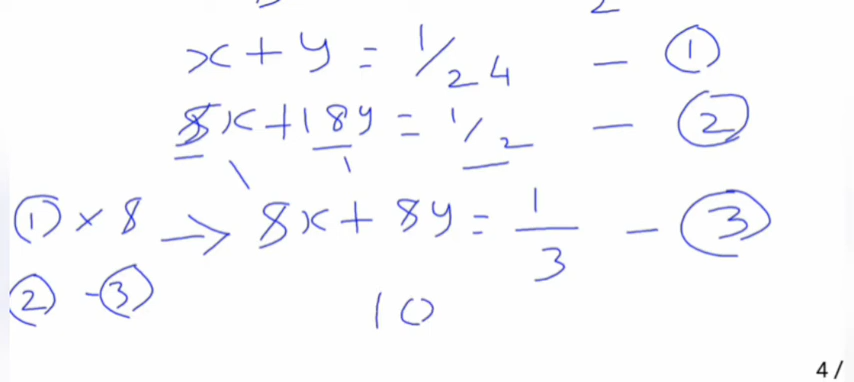 2
x + y = 1/24 - ①
8x + 18y = 1/2 - ②
① × 8 → 8x + 8y = 1/3 - ③
② - ③ 10
4/